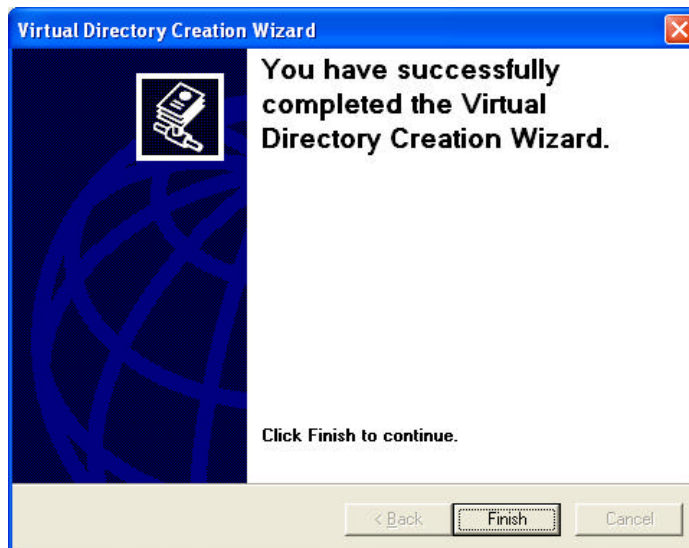 Virtual Directory Creation Wizard
You have successfully
completed the Virtual
Directory Creation Wizard.
Click Finish to continue.
< Back Finish Cancel